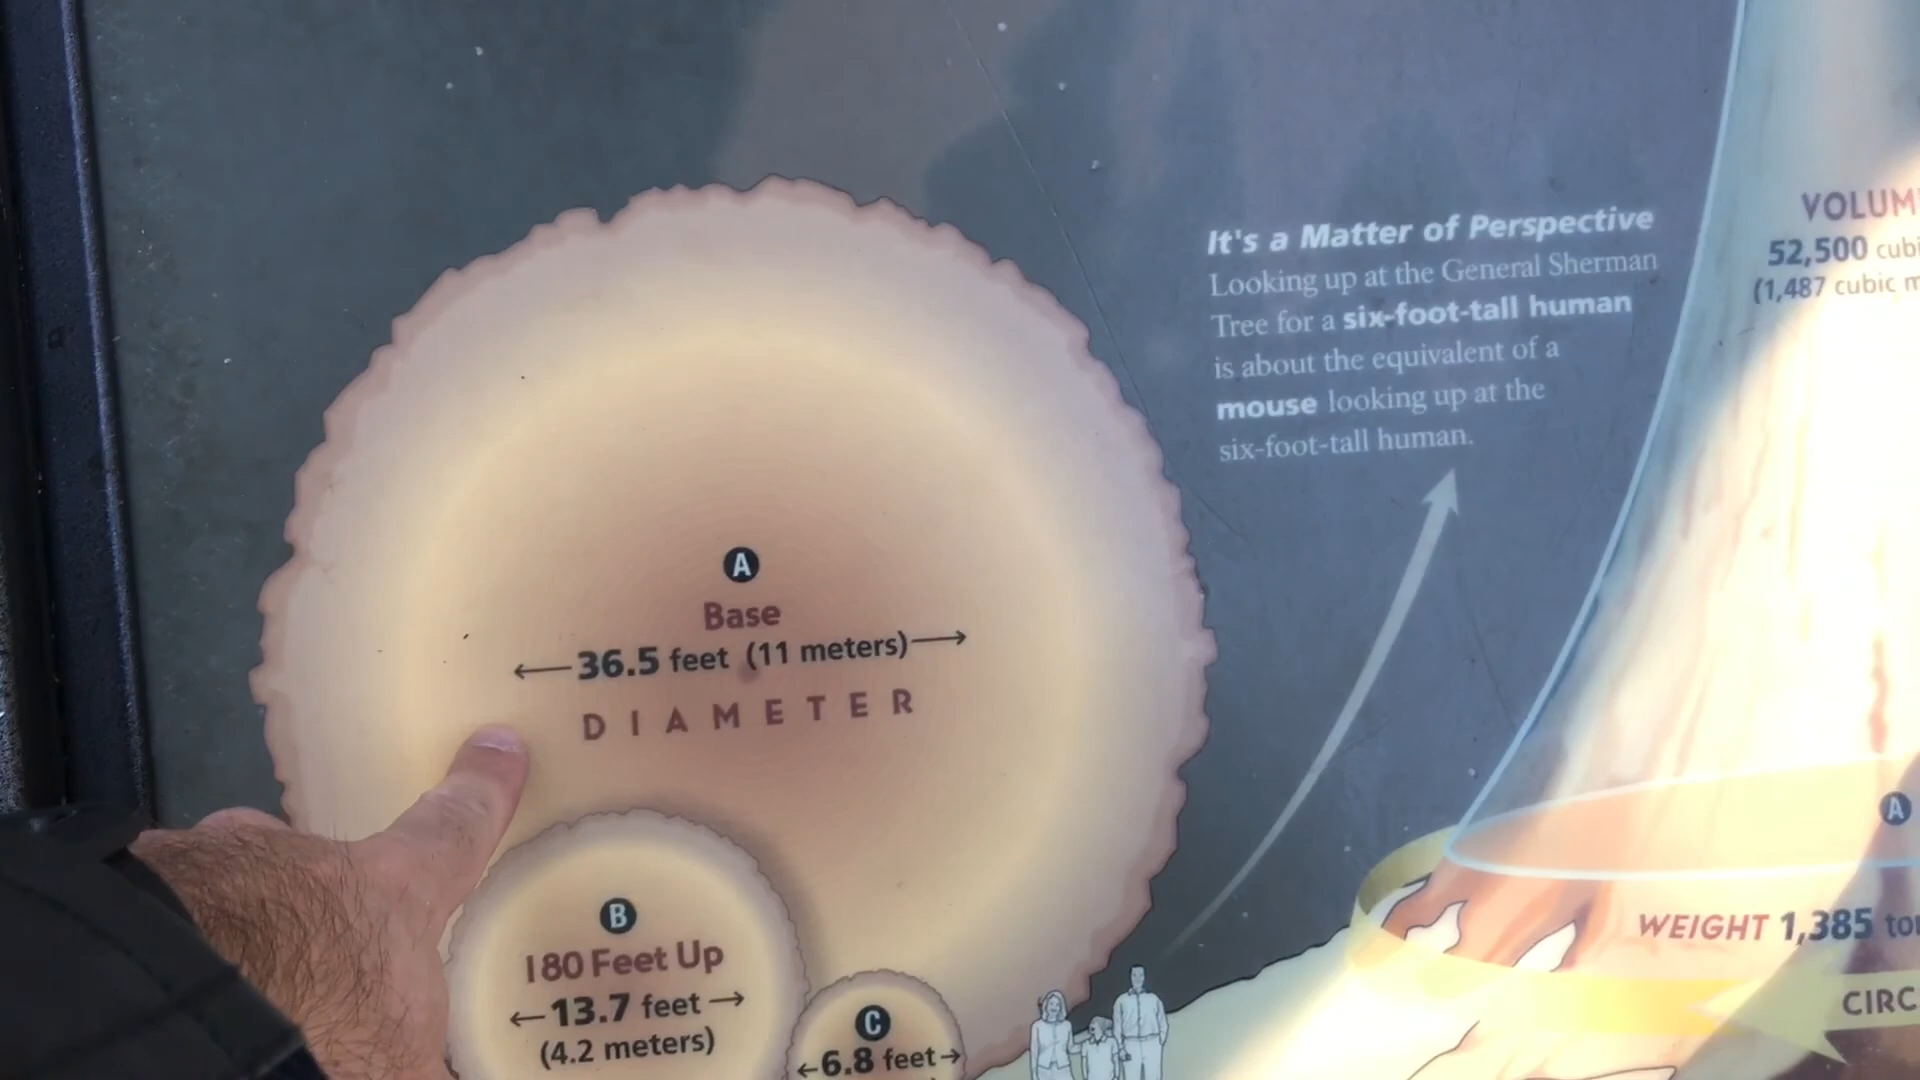 It's a Matter of Perspective
Looking up at the General Sherman
Tree for a six-foot-tall human
is about the equivalent of a
mouse looking up at the
six-foot-tall human.
52,500
(1,487 cubic
A
Base
36.5 feet (11 meters)
DIAMETER
B
180 Feet Up
13.7 feet
(4.2 meters)
C
6.8 feet
A
WEIGHT 1,385